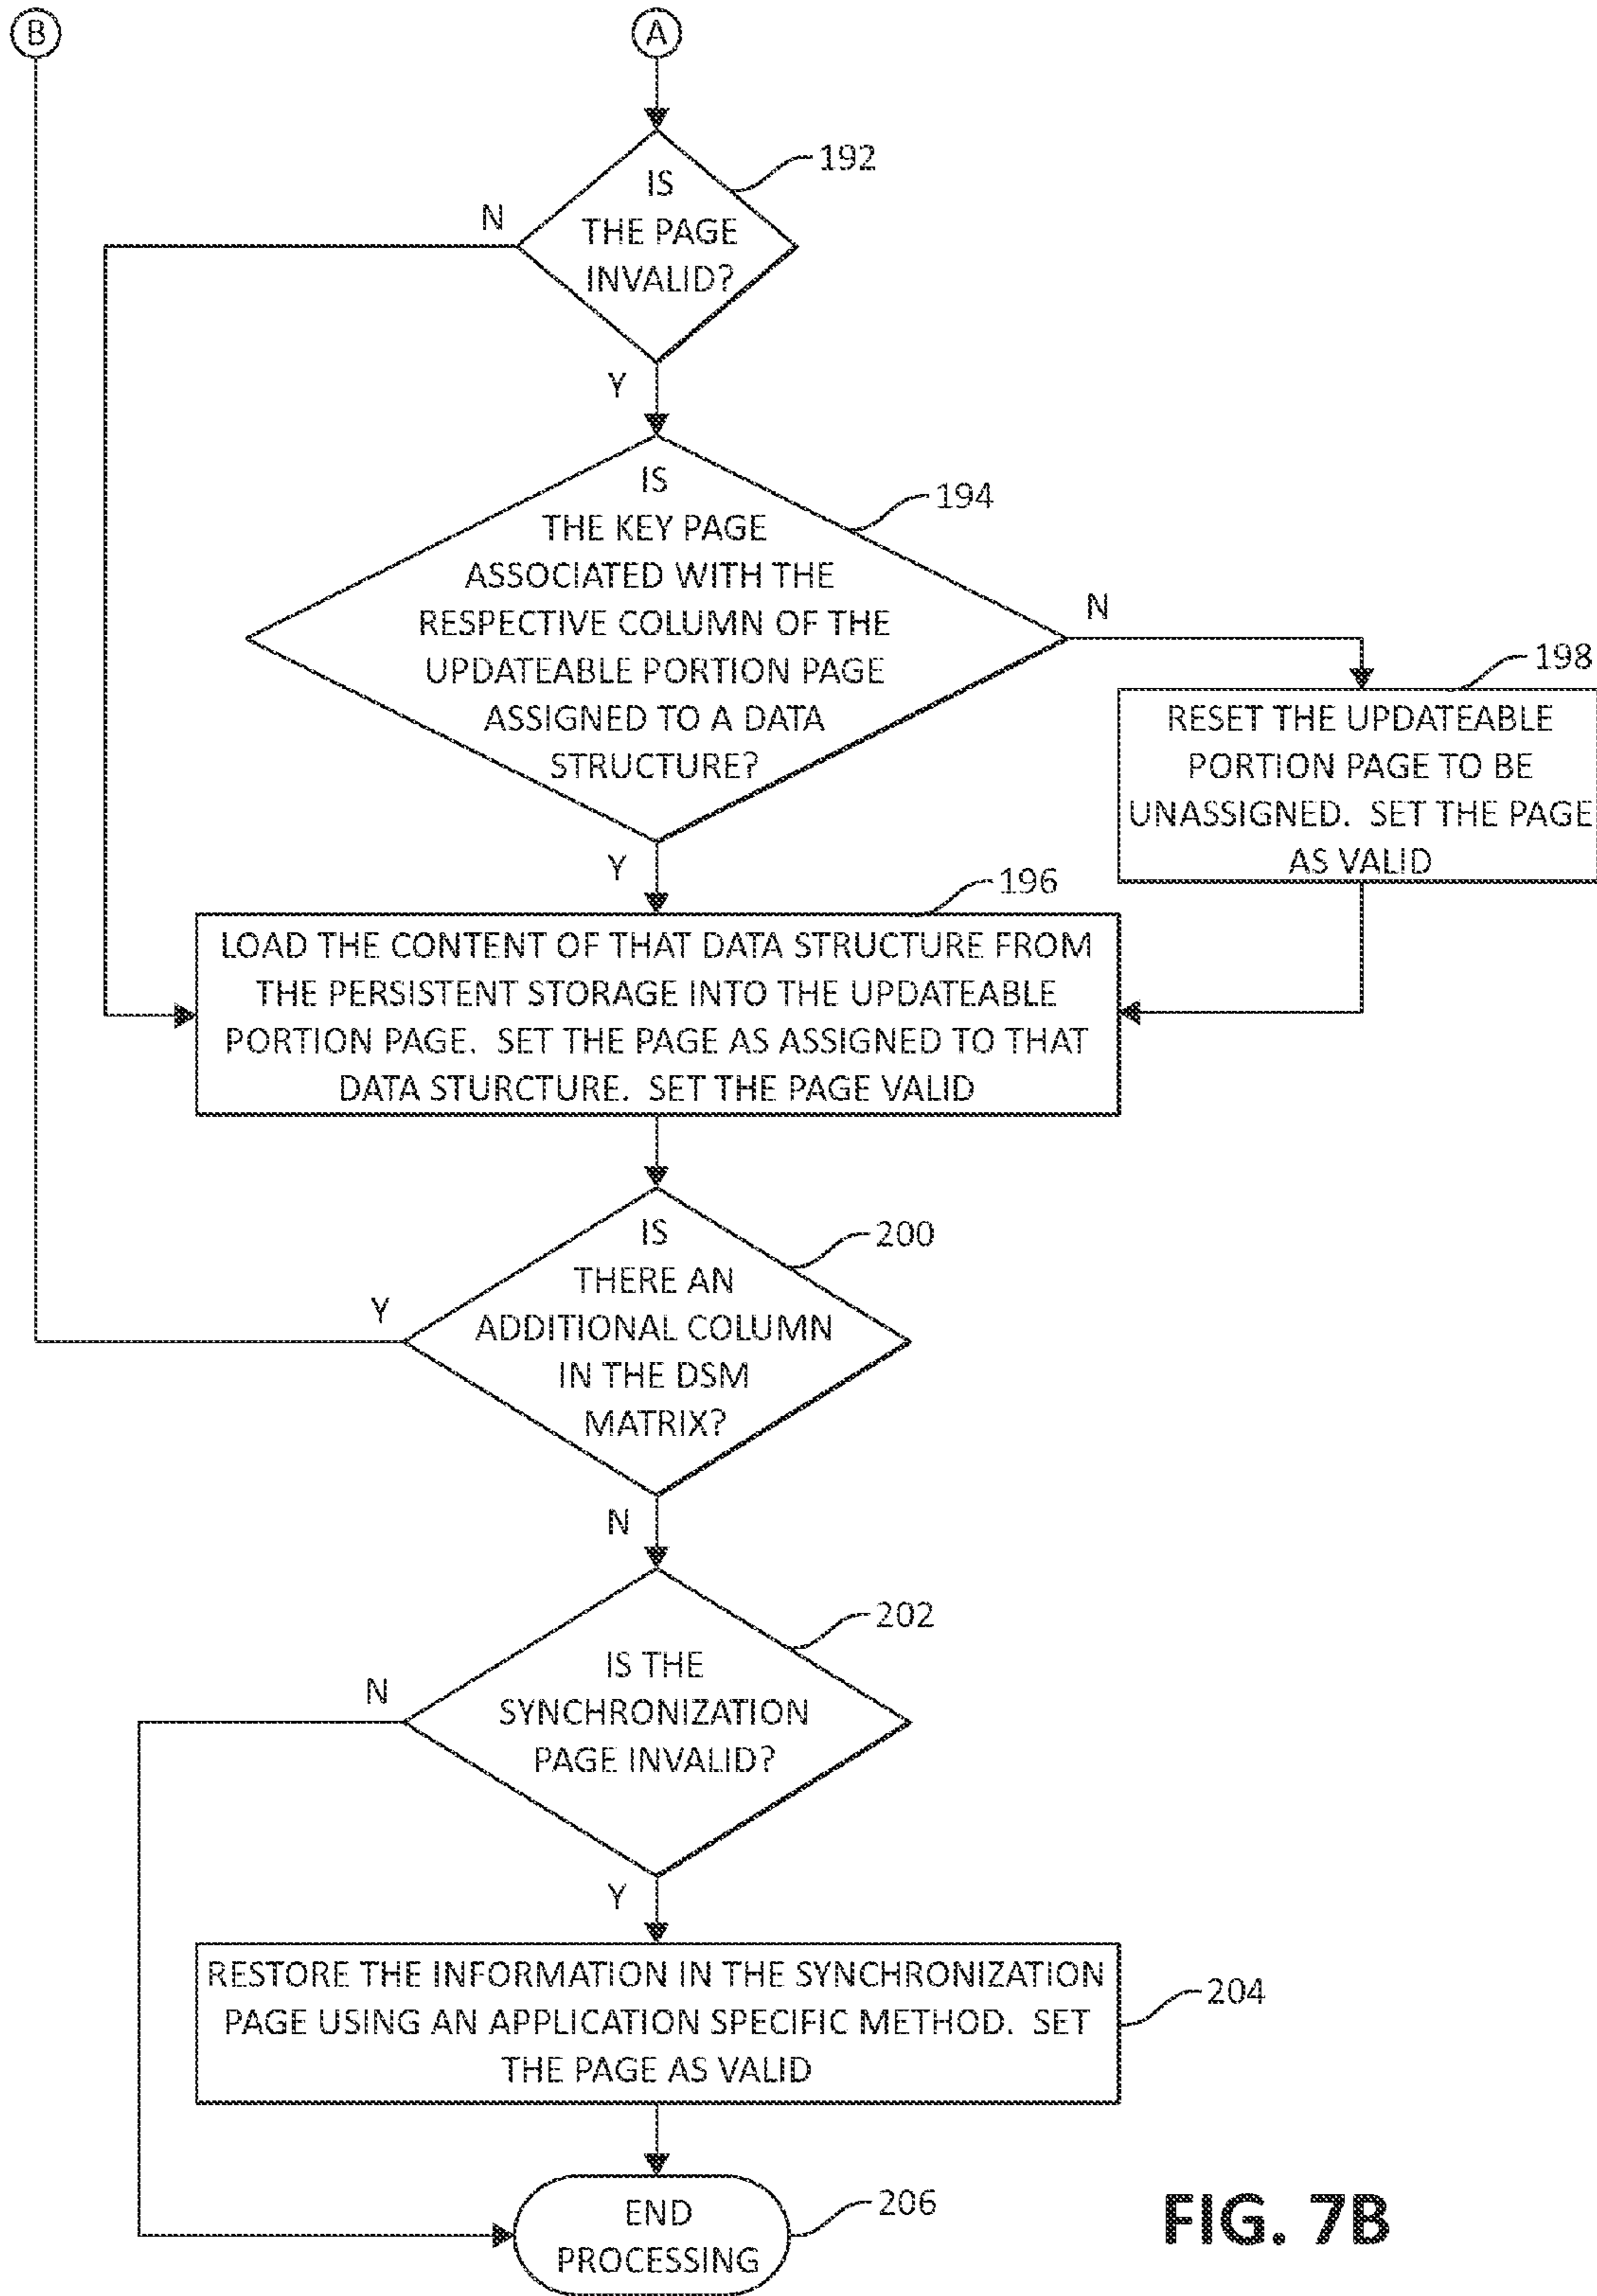 B
A
IS
THE PAGE
INVALID?
192
N
Y
IS
THE KEY PAGE
ASSOCIATED WITH THE
RESPECTIVE COLUMN OF THE
UPDATEABLE PORTION PAGE
ASSIGNED TO A DATA
STRUCTURE?
194
N
Y
198
RESET THE UPDATEABLE
PORTION PAGE TO BE
UNASSIGNED. SET THE PAGE
AS VALID
196
LOAD THE CONTENT OF THAT DATA STRUCTURE FROM
THE PERSISTENT STORAGE INTO THE UPDATEABLE
PORTION PAGE. SET THE PAGE AS ASSIGNED TO THAT
DATA STURCTURE. SET THE PAGE VALID
IS
THERE AN
ADDITIONAL COLUMN
IN THE DSM
MATRIX?
200
Y
N
IS THE
SYNCHRONIZATION
PAGE INVALID?
202
N
Y
RESTORE THE INFORMATION IN THE SYNCHRONIZATION
PAGE USING AN APPLICATION SPECIFIC METHOD. SET
THE PAGE AS VALID
204
END
PROCESSING
206
FIG. 7B